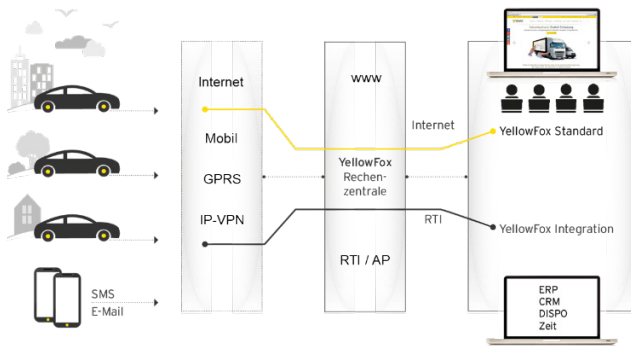 Internet
Mobil
GPRS
IP-VPN
SMS
E-Mail
www
YellowFox
Rechen-
zentrale
RTI / AP
Internet
RTI
YellowFox Standard
YellowFox Integration
ERP
CRM
DISPO
Zeit